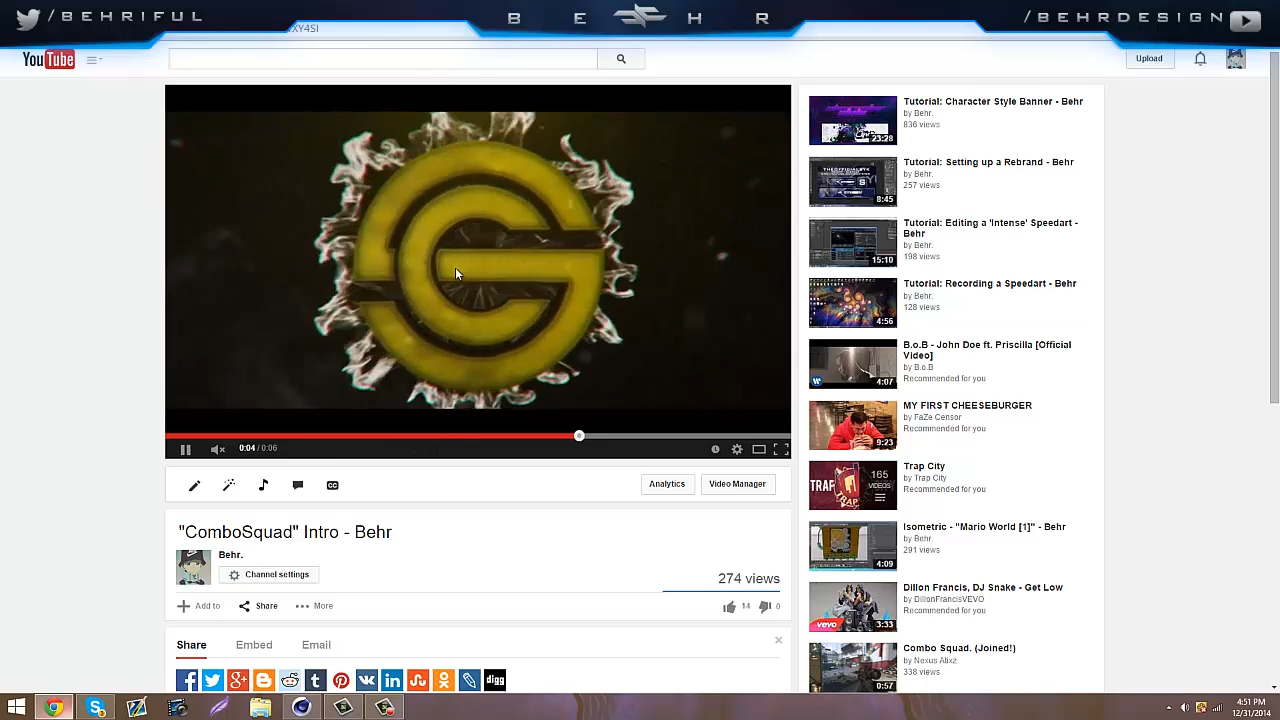 /BEHRIFUL
BEHR
/BEHRDESIGN
XY4SI
YouTube
Upload
Tutorial: Character Style Banner - Behr
by Behr.
836 views
23:28
Tutorial: Setting up a Rebrand - Behr
by Behr.
257 views
8:45
Tutorial: Editing a 'Intense' Speedart -
Behr
by Behr.
198 views
15:10
Tutorial: Recording a Speedart - Behr
by Behr.
128 views
4:56
B.o.B - John Doe ft. Priscilla [Official
Video]
by B.o.B
Recommended for you
4:07
MY FIRST CHEESEBURGER
by FaZe Censor
Recommended for you
9:23
Trap City
by Trap City
Recommended for you
TRAP
165
VIDEOS
Isometric - "Mario World [1]" - Behr
by Behr.
291 views
4:09
Dillon Francis, DJ Snake - Get Low
by DillonFrancisVEVO
Recommended for you
vevo
3:33
Combo Squad. (Joined!)
by Nexus Atixz
338 views
0:57
0:04 / 0:06
CC
Analytics
Video Manager
"ComboSquad" Intro - Behr
Behr.
Channel settings
274 views
Add to
Share
More
14
0
Share
Embed
Email
digg
4:51 PM
12/31/2014